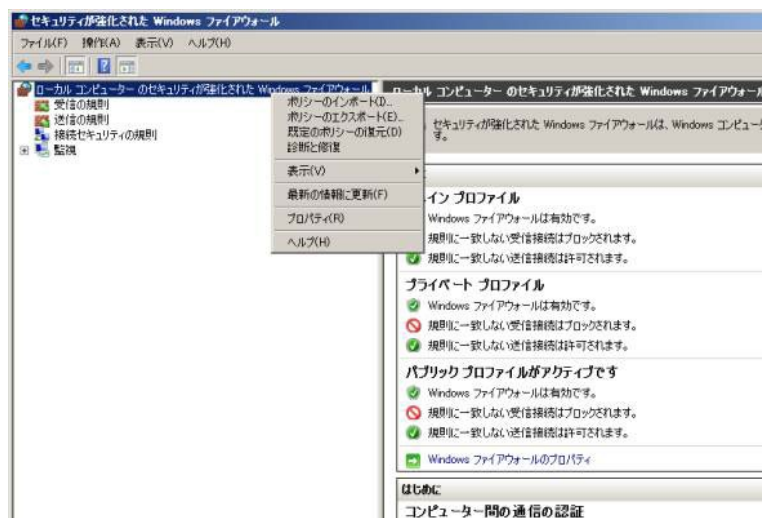 セキュリティが強化された Windows ファイアウォール
ファイル(F) 操作(A) 表示(V) ヘルプ(H)
ローカル コンピューター のセキュリティが強化された Windows ファイアウォール
受信の規則
送信の規則
接続セキュリティの規則
監視
ポリシーのインポート(I)...
ポリシーのエクスポート(E)...
既定のポリシーの復元(D)
診断と修復
表示(V)
最新の情報に更新(F)
プロパティ(R)
ヘルプ(H)
ローカル コンピューター のセキュリティが強化された Windows ファイアウォール
セキュリティが強化された Windows ファイアウォールは、Windows コンピュー
す。
イン プロファイル
Windows ファイアウォールは有効です。
規則に一致しない受信接続はブロックされます。
規則に一致しない送信接続は許可されます。
プライベート プロファイル
Windows ファイアウォールは有効です。
規則に一致しない受信接続はブロックされます。
規則に一致しない送信接続は許可されます。
パブリック プロファイルがアクティブです
Windows ファイアウォールは有効です。
規則に一致しない受信接続はブロックされます。
規則に一致しない送信接続は許可されます。
Windows ファイアウォールのプロパティ
はじめに
コンピューター間の通信の認証